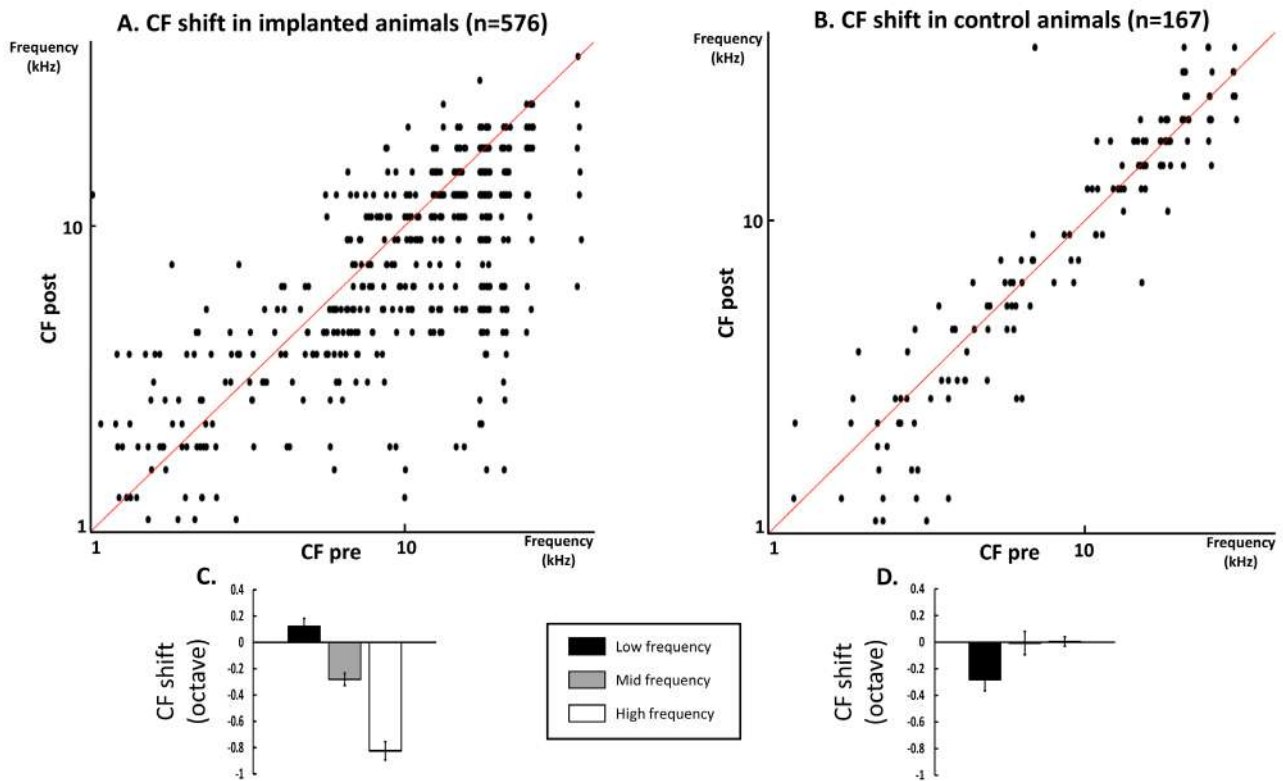 A. CF shift in implanted animals (n=576)
Frequency
(kHz)
10
CF post
1
1
CF pre
10
Frequency
(kHz)
B. CF shift in control animals (n=167)
Frequency
(kHz)
10
CF post
1
1
CF pre
10
Frequency
(kHz)
C.
0.4
0.2
0
-0.2
-0.4
-0.6
-0.8
-1
CF shift
(octave)
Low frequency
Mid frequency
High frequency
D.
0.4
0.2
0
-0.2
-0.4
-0.6
-0.8
-1
CF shift
(octave)